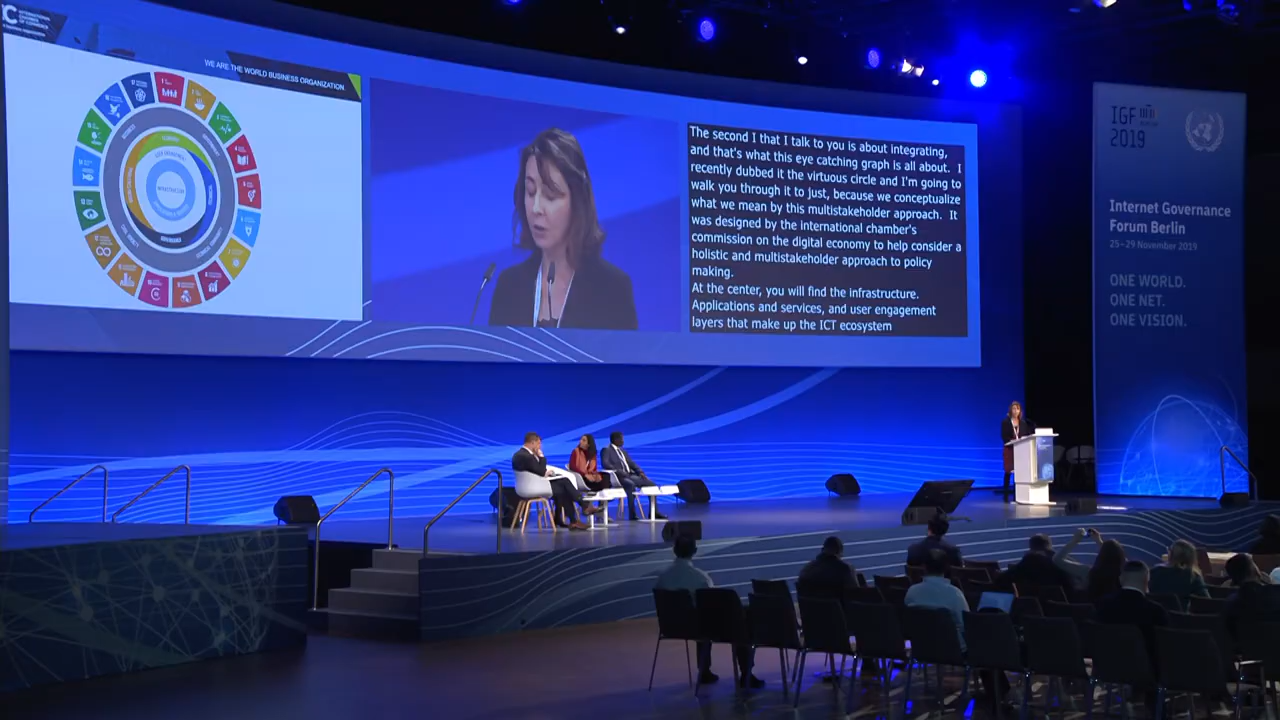 INTERNATIONAL
CHAMBER
OF COMMERCE
WE ARE THE WORLD BUSINESS ORGANIZATION
INFRASTRUCTURE
The second I that I talk to you is about integrating,
and that's what this eye catching graph is all about.  I
recently dubbed it the virtuous circle and I'm going to
walk you through it to just, because we conceptualize
what we mean by this multistakeholder approach.  It
was designed by the international chamber's
commission on the digital economy to help consider a
holistic and multistakeholder approach to policy
making.
At the center, you will find the infrastructure.
Applications and services, and user engagement
layers that make up the ICT ecosystem
IGF
2019
Internet Governance
Forum Berlin
25–29 November 2019
ONE WORLD.
ONE NET.
ONE VISION.